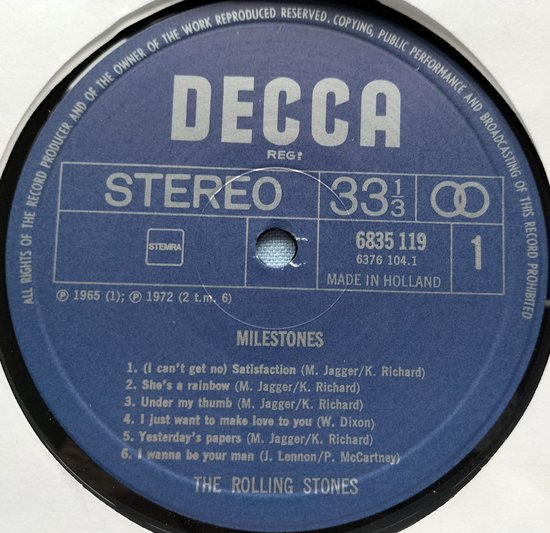 ALL RIGHTS OF THE RECORD PRODUCER AND OF THE OWNER OF THE WORK REPRODUCED RESERVED. COPYING, PUBLIC PERFORMANCE AND BROADCASTING OF THIS RECORD PROHIBITED
DECCA
REG?
STEREO 33 1/3
STEMRA 6835 119 1
6376 104.1
MADE IN HOLLAND
℗ 1965 (1); ℗ 1972 (2 t.m. 6)
MILESTONES
1. (I can't get no) Satisfaction (M. Jagger/K. Richard)
2. She's a rainbow (M. Jagger/K. Richard)
3. Under my thumb (M. Jagger/K. Richard)
4. I just want to make love to you (W. Dixon)
5. Yesterday's papers (M. Jagger/K. Richard)
6. I wanna be your man (J. Lennon/P. McCartney)
THE ROLLING STONES